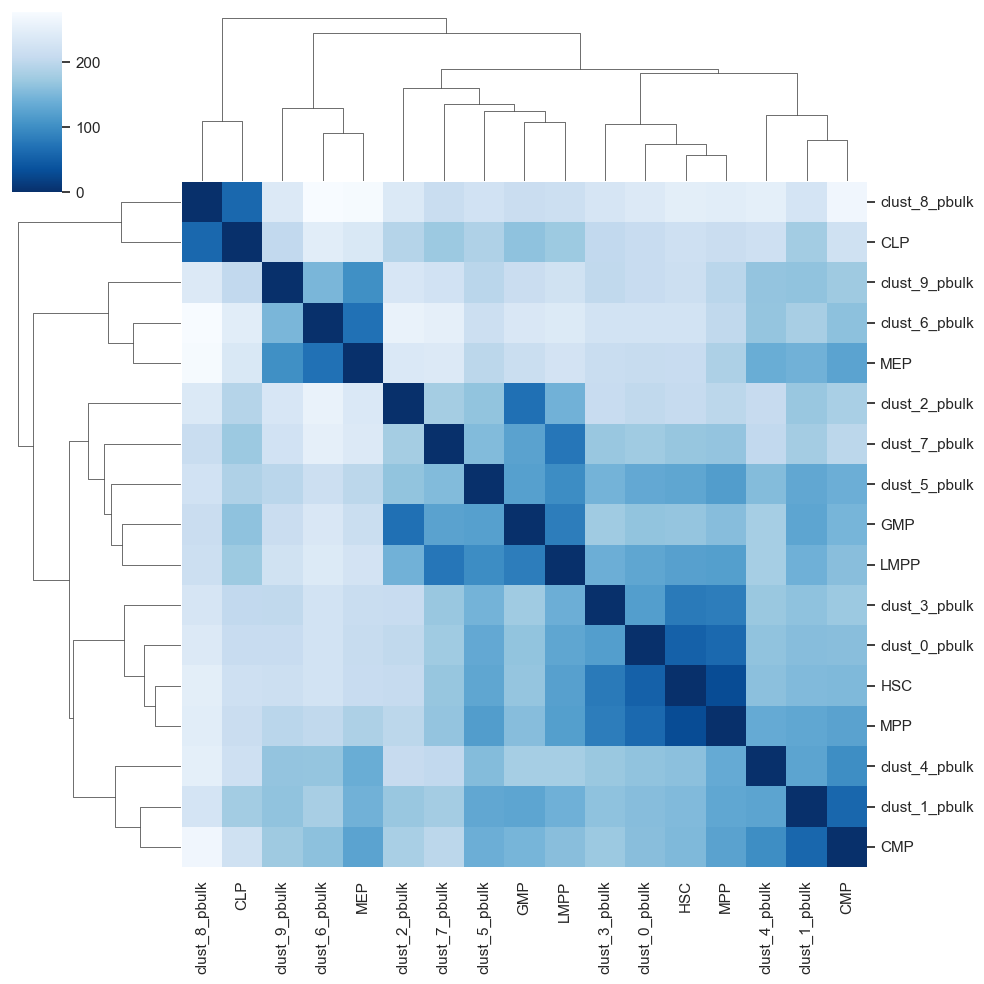 200
100
0
clust_8_pbulk
CLP
clust_9_pbulk
clust_6_pbulk
MEP
clust_2_pbulk
clust_7_pbulk
clust_5_pbulk
GMP
LMPP
clust_3_pbulk
clust_0_pbulk
HSC
MPP
clust_4_pbulk
clust_1_pbulk
CMP
clust_8_pbulk
CLP
clust_9_pbulk
clust_6_pbulk
MEP
clust_2_pbulk
clust_7_pbulk
clust_5_pbulk
GMP
LMPP
clust_3_pbulk
clust_0_pbulk
HSC
MPP
clust_4_pbulk
clust_1_pbulk
CMP